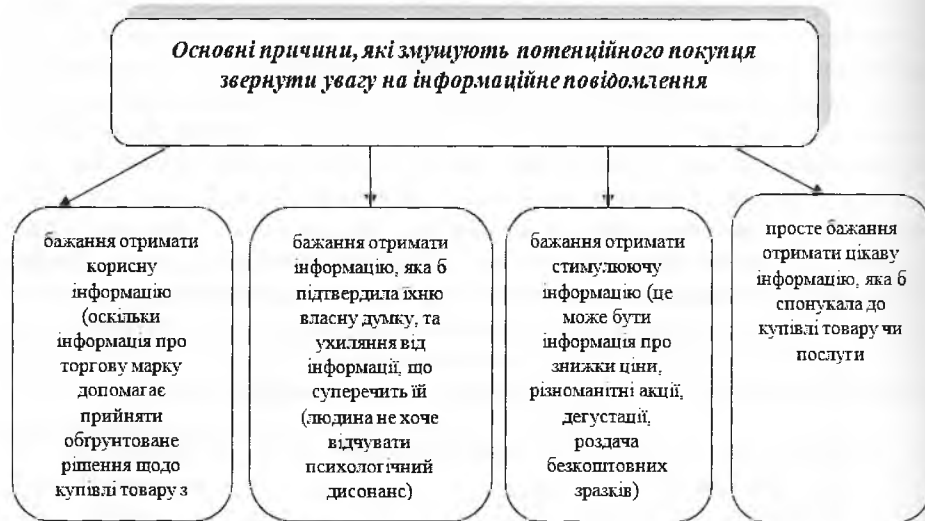 Основні причини, які змушують потенційного покупця
звернути увагу на інформаційне повідомлення
бажання отримати
корисну
інформацію
(оскільки
інформація про
торгову марку
допомагає
прийняти
обґрунтоване
рішення щодо
купівлі товару з
бажання отримати
інформацію, яка б
підтвердила їхню
власну думку, та
ухиляння від
інформації, що
суперечить їй
(людина не хоче
відчувати
психологічний
дисонанс)
бажання отримати
стимулюючу
інформацію (це
може бути
інформація про
знижки ціни,
різноманітні акції,
дегустації,
роздача
безкоштовних
зразків)
просте бажання
отримати цікаву
інформацію, яка б
спонукала до
купівлі товару чи
послуги